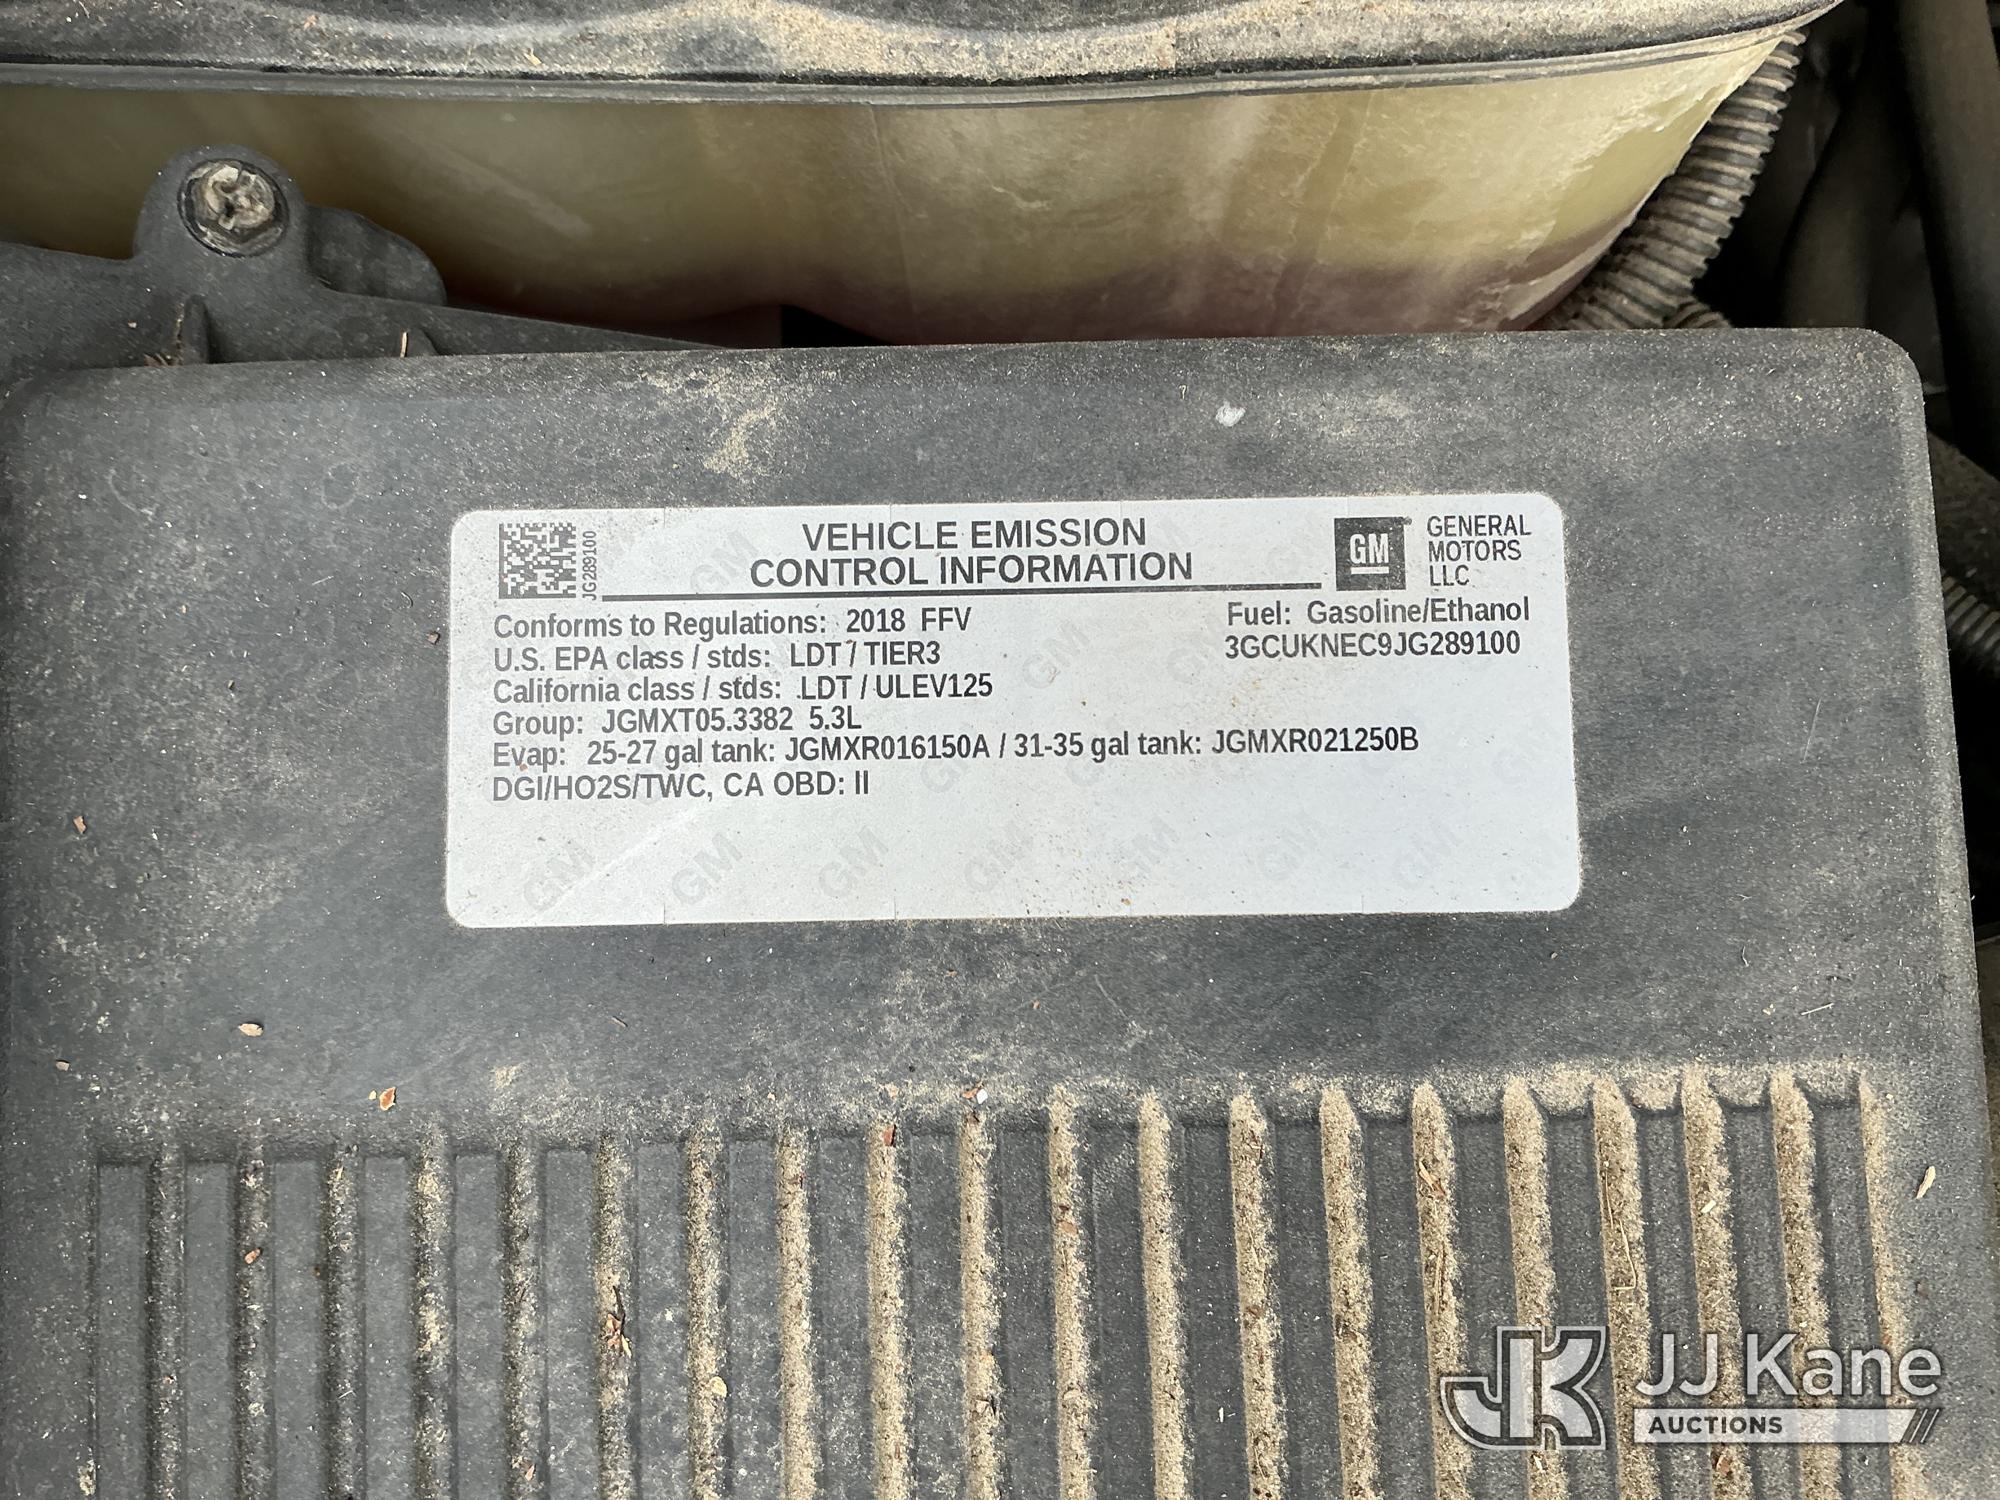 JG289100
VEHICLE EMISSION
CONTROL INFORMATION
GM
GENERAL
MOTORS
LLC
Conforms to Regulations: 2018 FFV
Fuel: Gasoline/Ethanol
U.S. EPA class / stds: LDT / TIER3
3GCUKNEC9JG289100
California class / stds: LDT / ULEV125
Group: JGMXT05.3382 5.3L
Evap: 25-27 gal tank: JGMXR016150A / 31-35 gal tank: JGMXR021250B
DGI/HO2S/TWC, CA OBD: II
JK JJ Kane
AUCTIONS